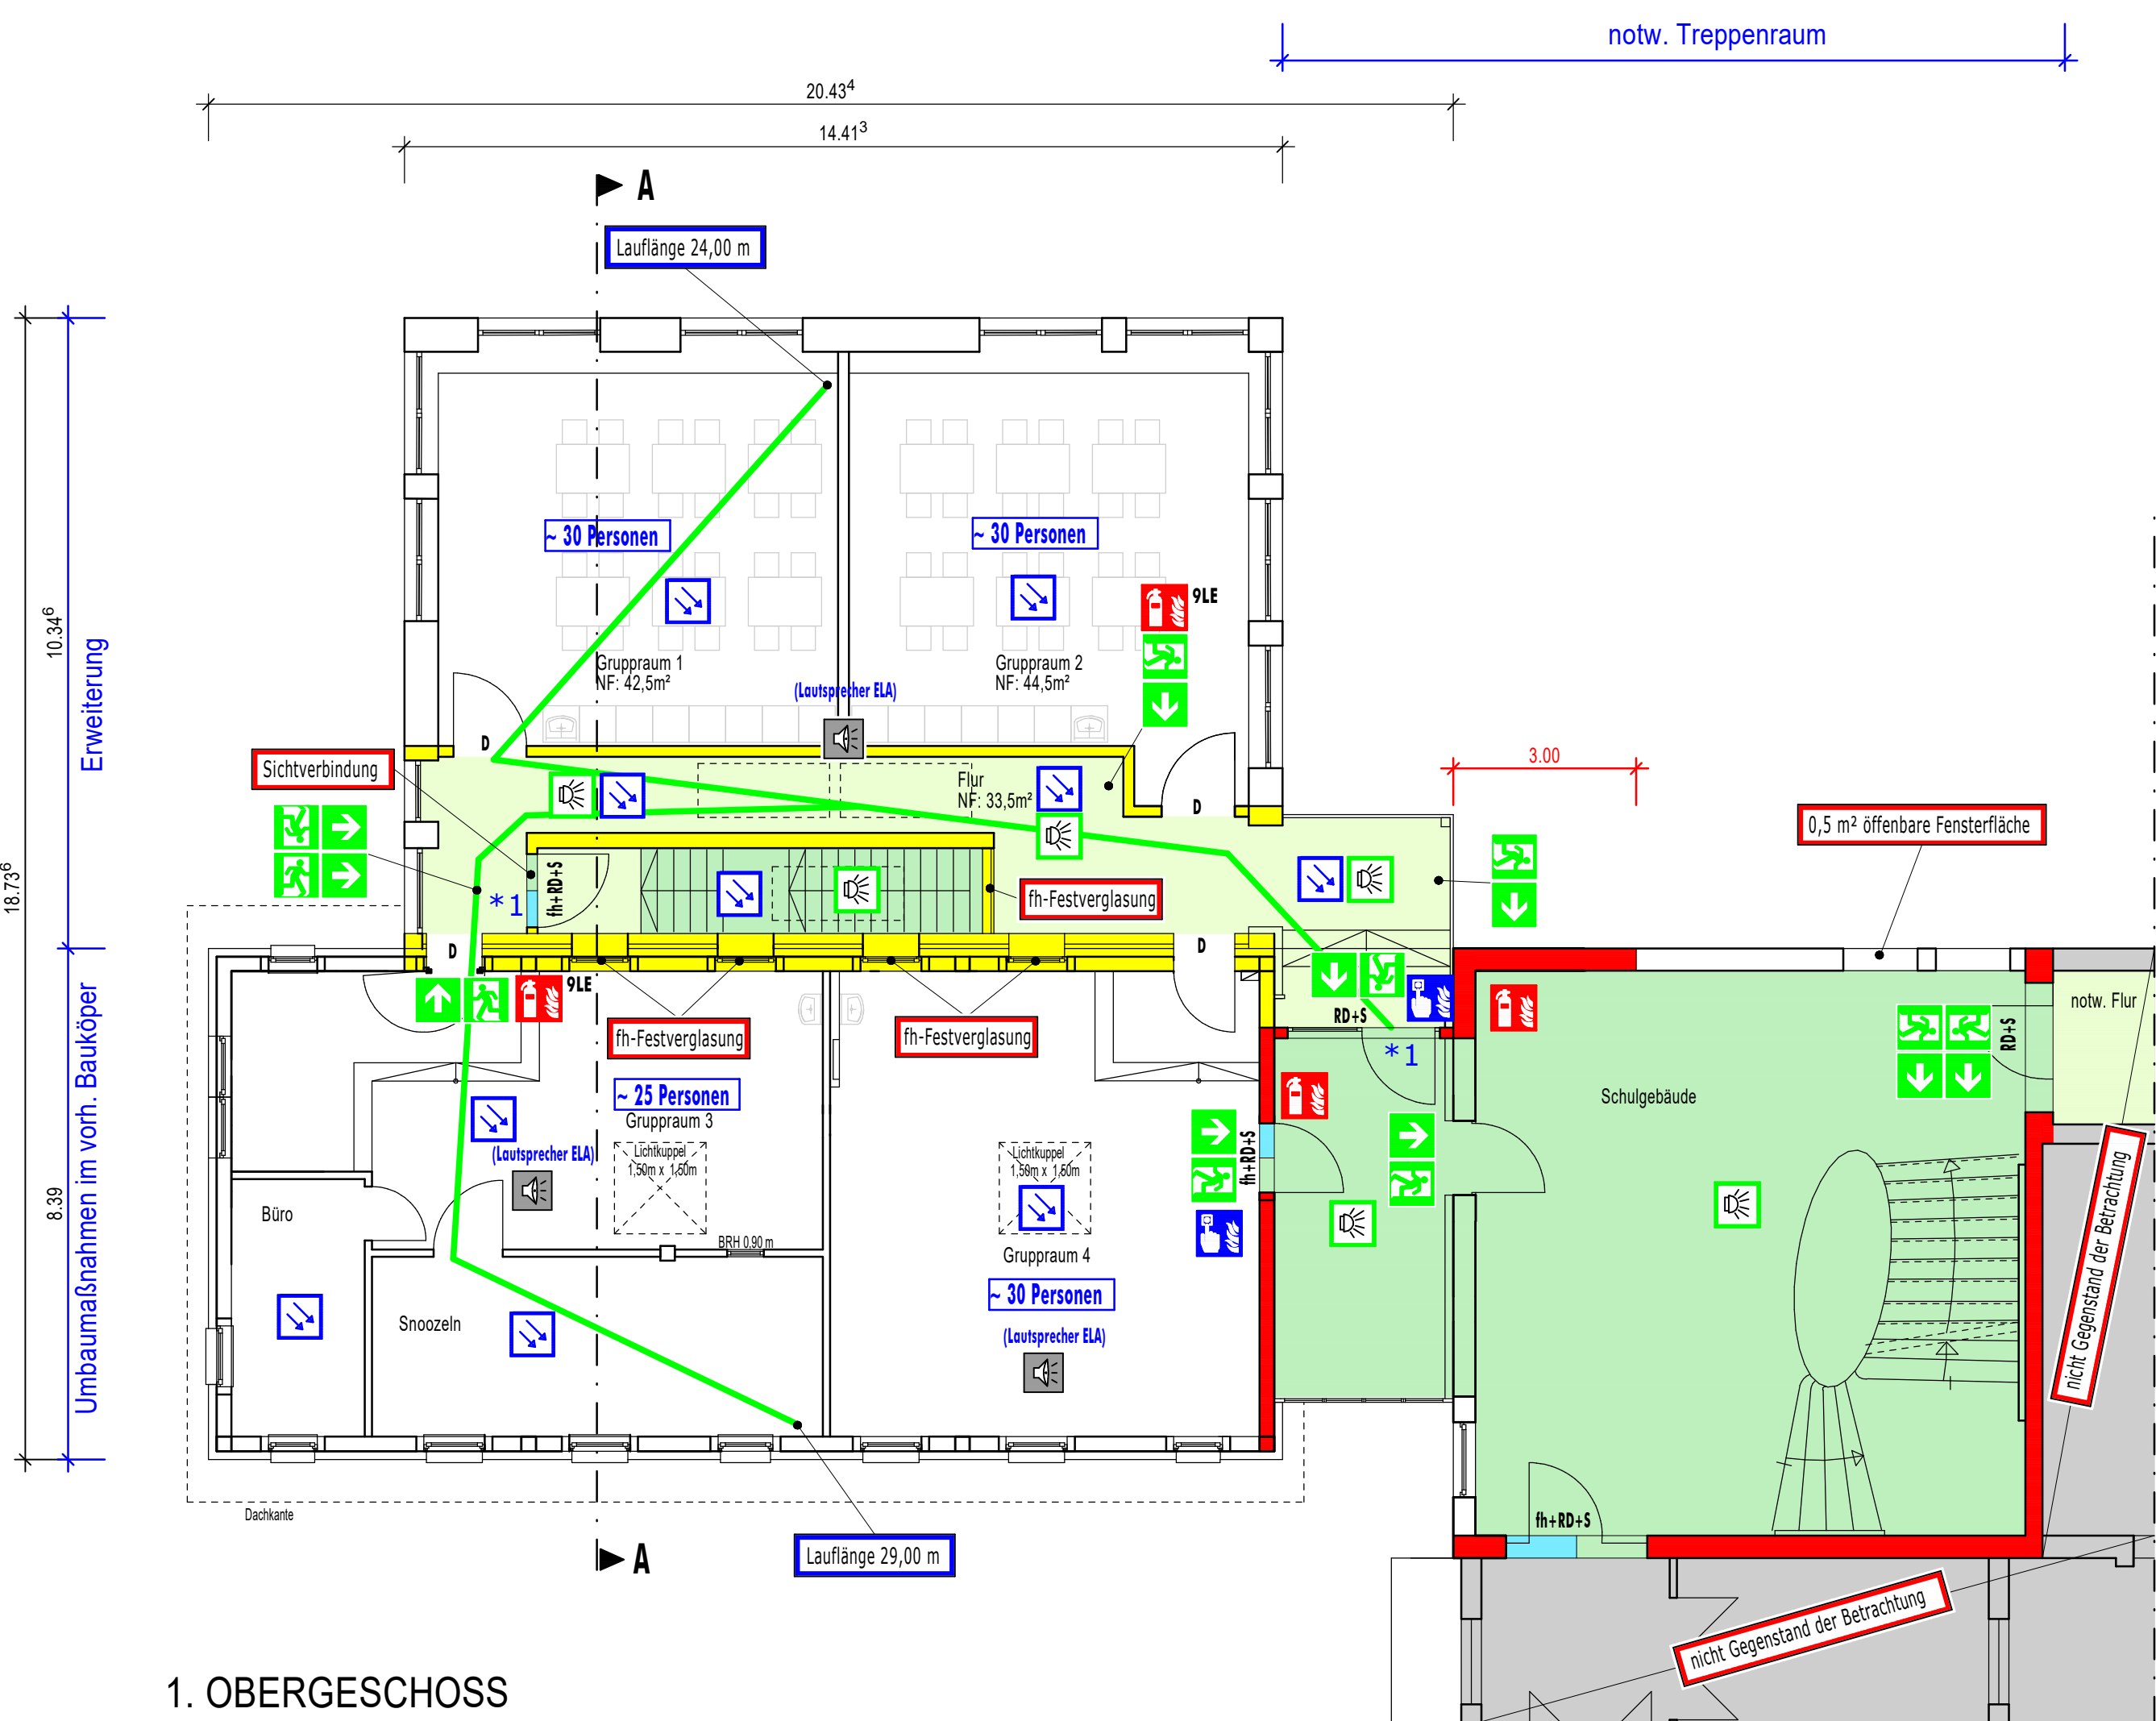 notw. Treppenraum
20.43⁴
14.41³
A
Lauflänge 24,00 m
18.73⁶
10.34⁶
Erweiterung
8.39
Umbaumaßnahmen im vorh. Bauköper
~ 30 Personen
~ 30 Personen
9LE
Gruppraum 1
NF: 42,5m²
Gruppraum 2
NF: 44,5m²
(Lautsprecher ELA)
D
Sichtverbindung
Flur
NF: 33,5m²
D
3.00
0,5 m² öffenbare Fensterfläche
*1
fh+RD+S
fh-Festverglasung
D
D
9LE
fh-Festverglasung
fh-Festverglasung
RD+S
*1
RD+S
notw. Flur
~ 25 Personen
Gruppraum 3
Schulgebäude
(Lautsprecher ELA)
Lichtkuppel
1,50m x 1,50m
Lichtkuppel
1,50m x 1,50m
fh+RD+S
nicht Gegenstand der Betrachtung
Büro
BRH 0,90 m
Gruppraum 4
~ 30 Personen
Snoozeln
(Lautsprecher ELA)
Dachkante
fh+RD+S
A
Lauflänge 29,00 m
nicht Gegenstand der Betrachtung
1. OBERGESCHOSS